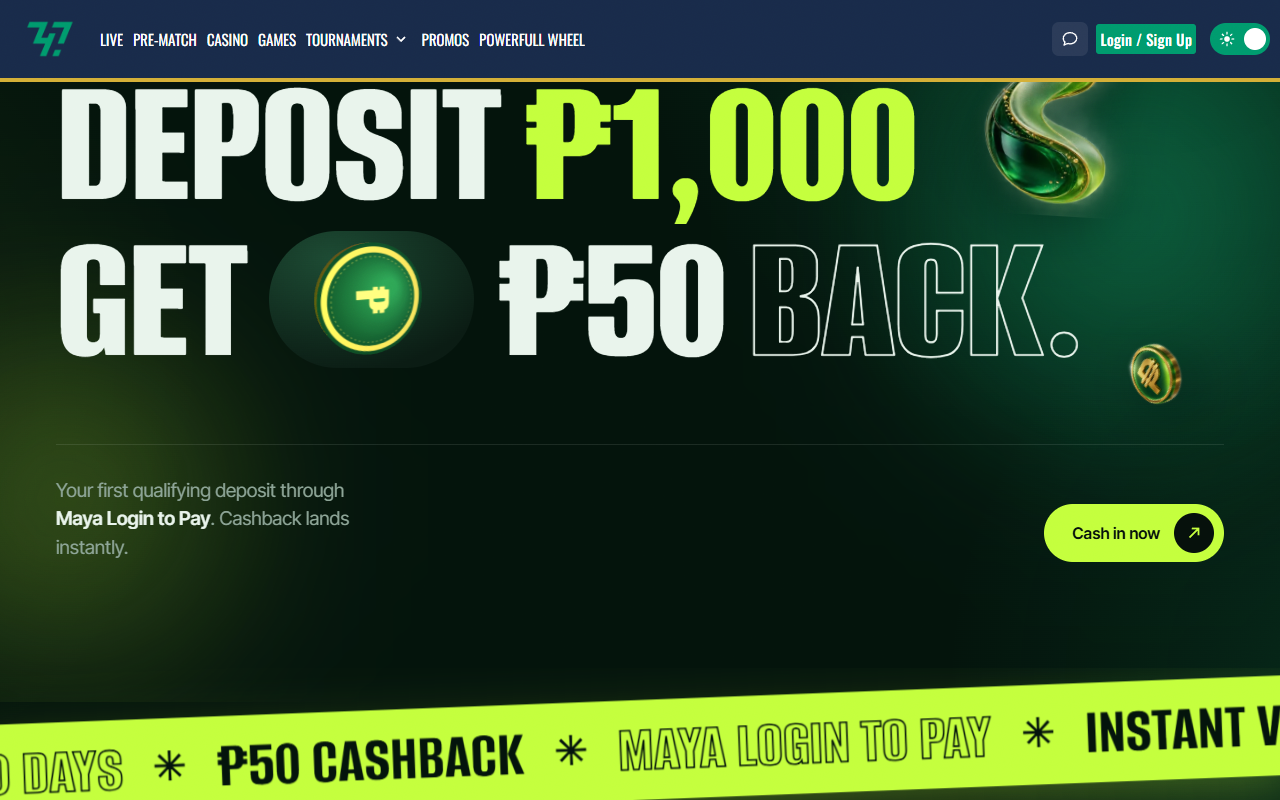 LIVE PRE-MATCH CASINO GAMES TOURNAMENTS PROMOS POWERFULL WHEEL Login / Sign Up
DEPOSIT ₱1,000
GET ₱50 BACK.
Your first qualifying deposit through
Maya Login to Pay. Cashback lands
instantly.
Cash in now
DAYS ✳ ₱50 CASHBACK ✳ MAYA LOGIN TO PAY ✳ INSTANT